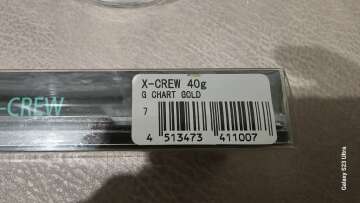 X-CREW 40g
G CHART GOLD
7
4 513473 411007
-CREW
Galaxy S23 Ultra